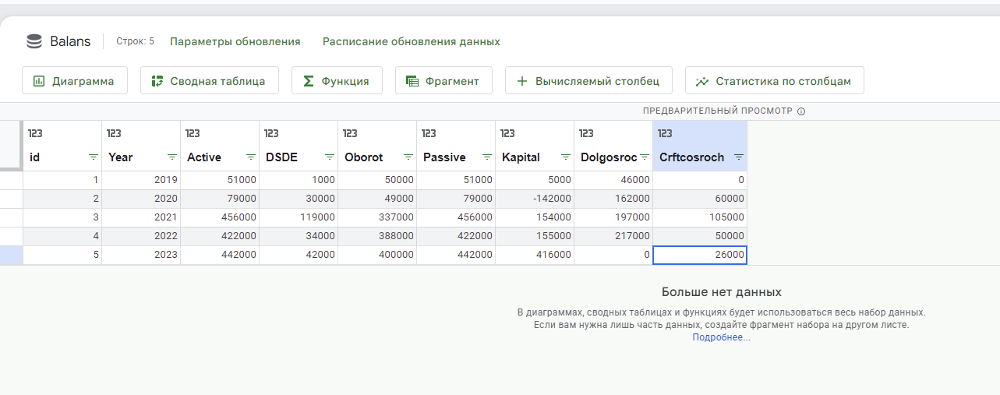 Balans Строк: 5 Параметры обновления Расписание обновления данных
Диаграмма Сводная таблица Функция Фрагмент Вычисляемый столбец Статистика по столбцам
ПРЕДВАРИТЕЛЬНЫЙ ПРОСМОТР
123 123 123 123 123 123 123 123 123
id Year Active DSDE Oborot Passive Kapital Dolgosroc Crftcosroch
1 2019 51000 1000 50000 51000 5000 46000 0
2 2020 79000 30000 49000 79000 -142000 162000 60000
3 2021 456000 119000 337000 456000 154000 197000 105000
4 2022 422000 34000 388000 422000 155000 217000 50000
5 2023 442000 42000 400000 442000 416000 0 26000
Больше нет данных
В диаграммах, сводных таблицах и функциях будет использоваться весь набор данных.
Если вам нужна лишь часть данных, создайте фрагмент набора на другом листе.
Подробнее...